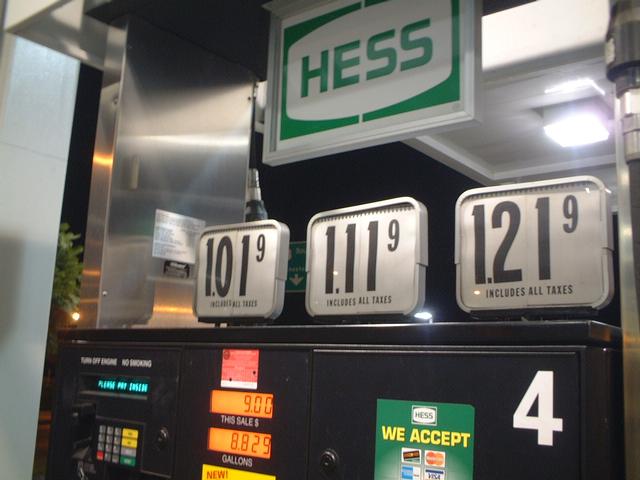 HESS
1.01 9
INCLUDES ALL TAXES
1.11 9
INCLUDES ALL TAXES
1.21 9
INCLUDES ALL TAXES
TURN OFF ENGINE NO SMOKING
PLEASE PAY INSIDE
9.00
THIS SALE $
8.829
GALLONS
NEW!
HESS
WE ACCEPT
VISA
4